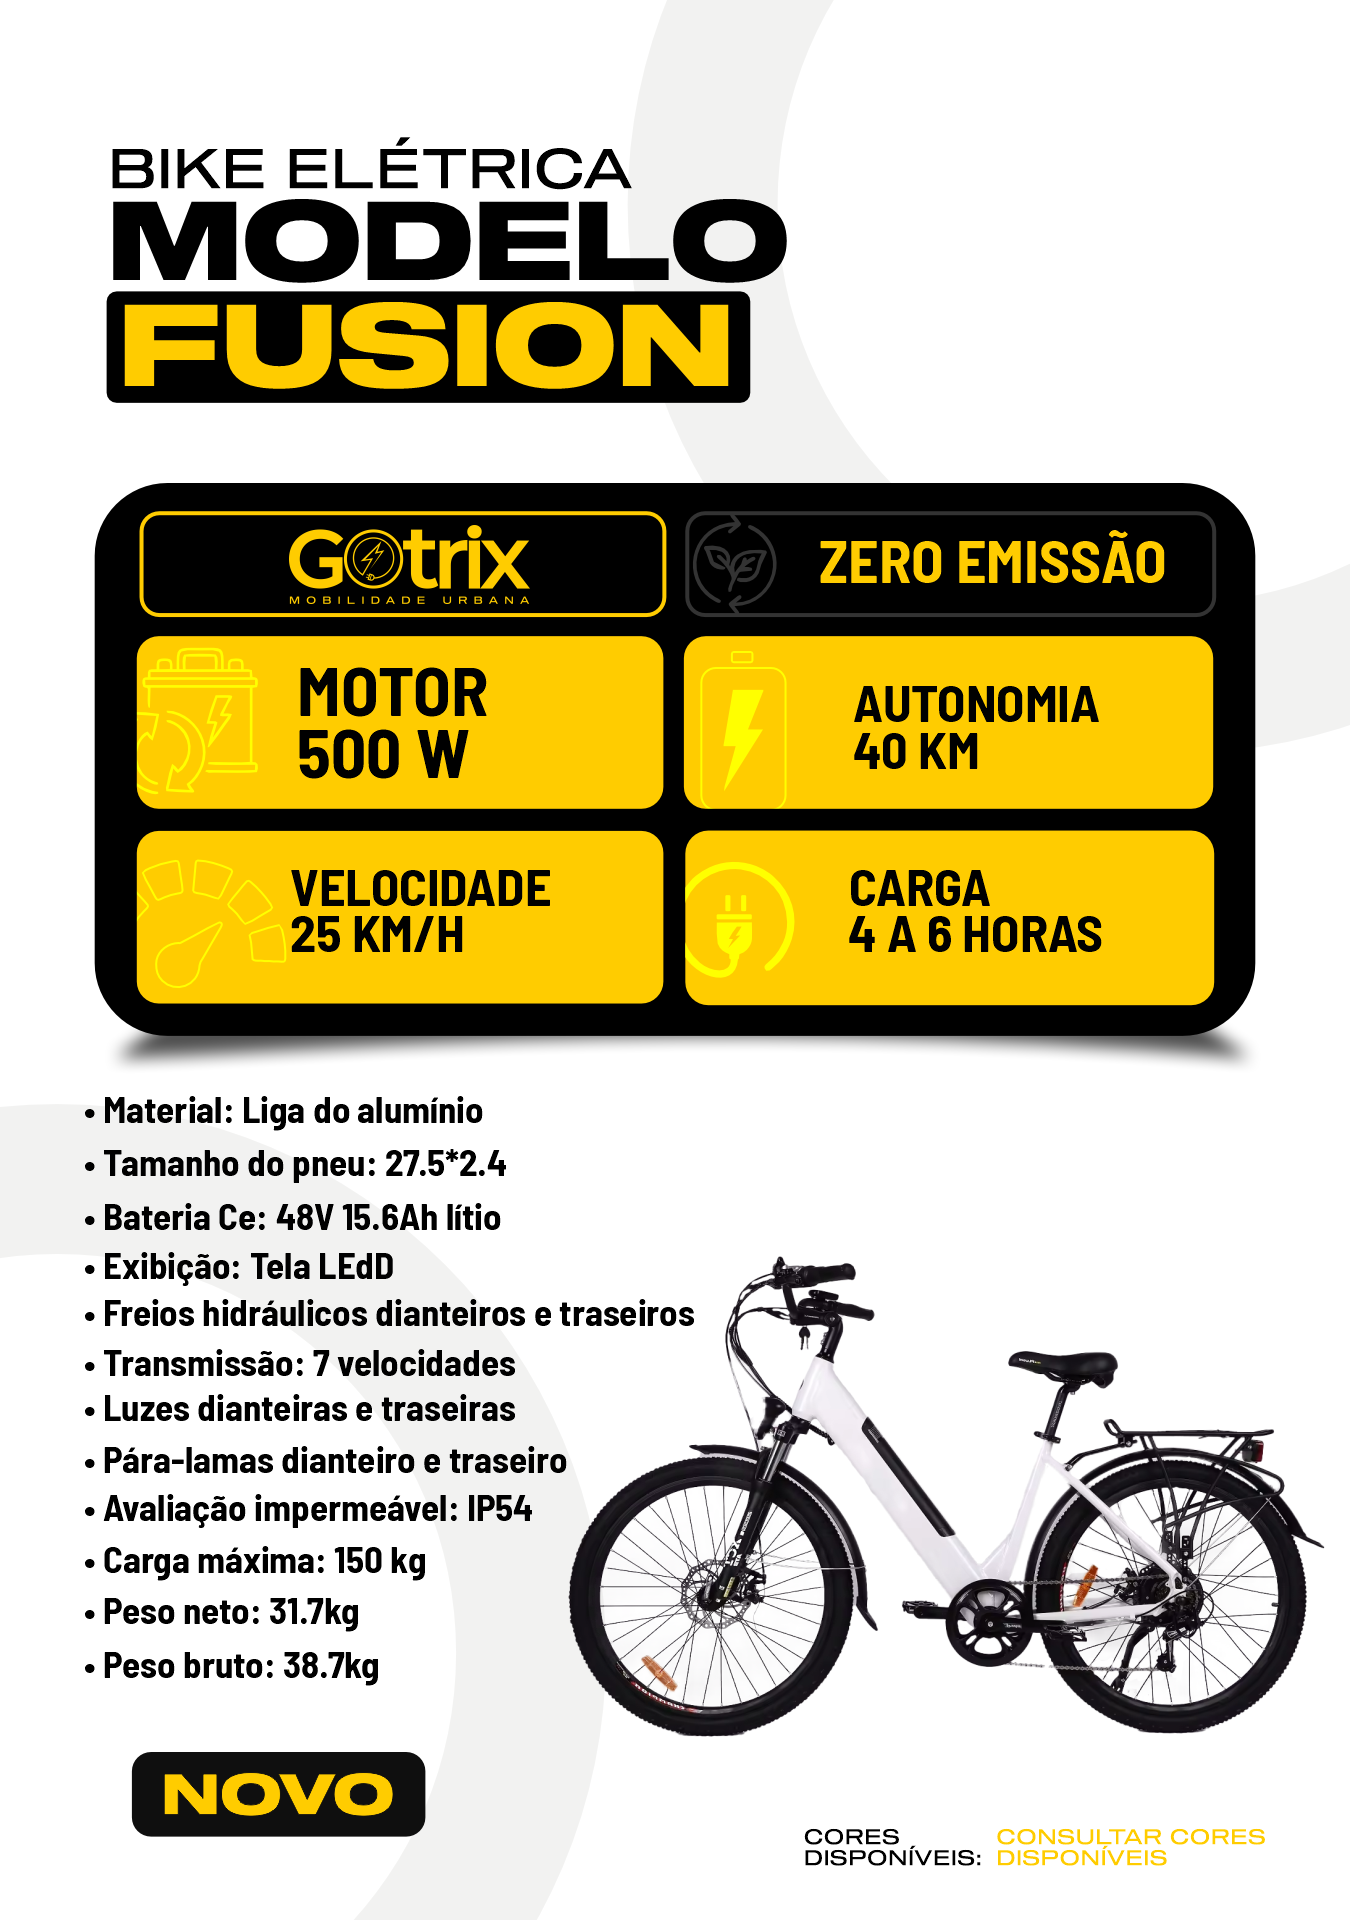 BIKE ELÉTRICA
MODELO
FUSION
GOtrix
MOBILIDADE URBANA
ZERO EMISSÃO
MOTOR
500 W
AUTONOMIA
40 KM
VELOCIDADE
25 KM/H
CARGA
4 A 6 HORAS
• Material: Liga do alumínio
• Tamanho do pneu: 27.5*2.4
• Bateria Ce: 48V 15.6Ah lítio
• Exibição: Tela LEdD
• Freios hidráulicos dianteiros e traseiros
• Transmissão: 7 velocidades
• Luzes dianteiras e traseiras
• Pára-lamas dianteiro e traseiro
• Avaliação impermeável: IP54
• Carga máxima: 150 kg
• Peso neto: 31.7kg
• Peso bruto: 38.7kg
NOVO
CORES
DISPONÍVEIS:
CONSULTAR CORES
DISPONÍVEIS